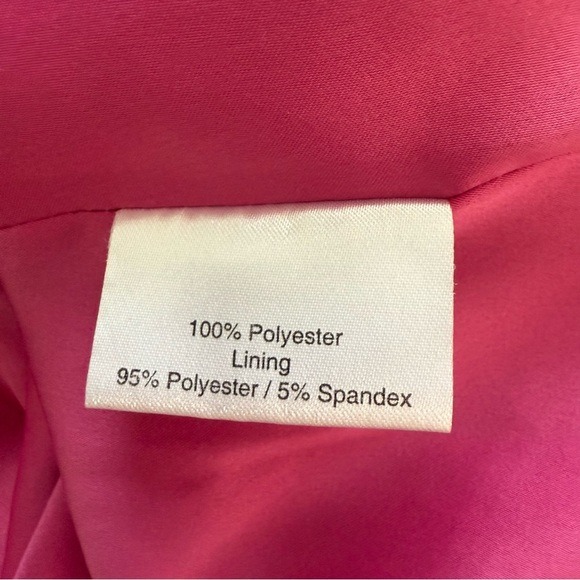 100% Polyester
Lining
95% Polyester / 5% Spandex